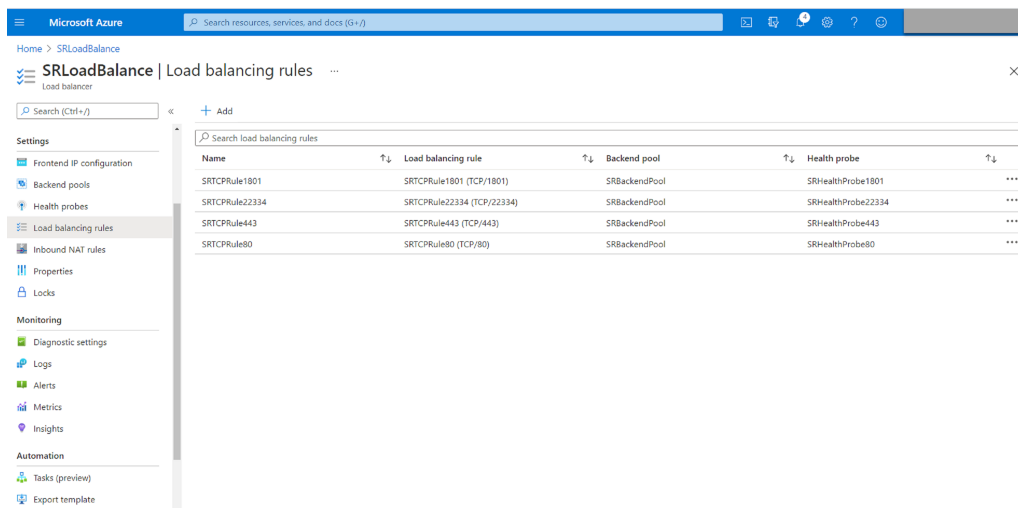 Microsoft Azure
Search resources, services, and docs (G+/)
4
Home > SRLoadBalance
SRLoadBalance | Load balancing rules ...
Load balancer
Search (Ctrl+/)
«
+ Add
Settings
Search load balancing rules
Name Load balancing rule Backend pool Health probe
SRTCPRule1801 SRTCPRule1801 (TCP/1801) SRBackendPool SRHealthProbe1801 ...
SRTCPRule22334 SRTCPRule22334 (TCP/22334) SRBackendPool SRHealthProbe22334 ...
SRTCPRule443 SRTCPRule443 (TCP/443) SRBackendPool SRHealthProbe443 ...
SRTCPRule80 SRTCPRule80 (TCP/80) SRBackendPool SRHealthProbe80 ...
Frontend IP configuration
Backend pools
Health probes
Load balancing rules
Inbound NAT rules
Properties
Locks
Monitoring
Diagnostic settings
Logs
Alerts
Metrics
Insights
Automation
Tasks (preview)
Export template